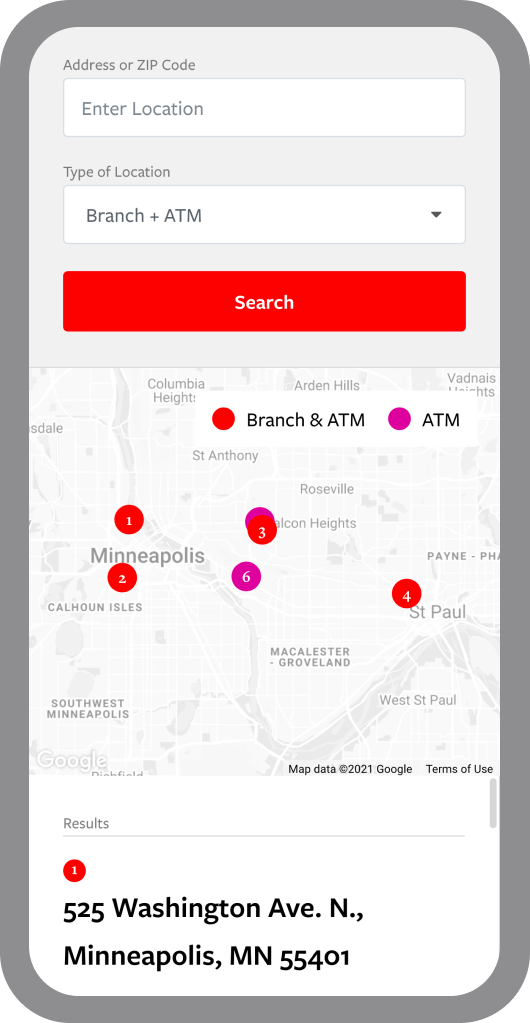 Address or ZIP Code
Enter Location
Type of Location
Branch + ATM
Search
Columbia
Heights
Arden Hills
Vadnais
Heights
Branch & ATM
ATM
St Anthony
Roseville
1
3
alcon Heights
Minneapolis
PAYNE - PHA
2
6
4
CALHOUN ISLES
St Paul
MACALESTER
- GROVELAND
SOUTHWEST
MINNEAPOLIS
West St Paul
Google
Richfield
Map data ©2021 Google
Terms of Use
Results
1
525 Washington Ave. N.,
Minneapolis, MN 55401